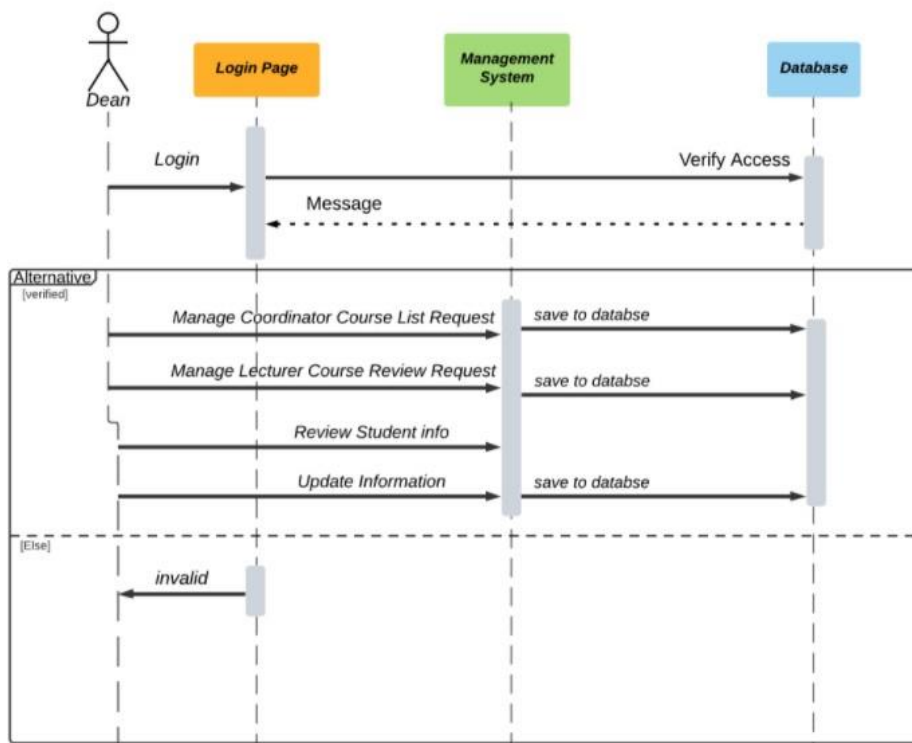 Dean
Login Page
Management
System
Database
Login
Verify Access
Message
Alternative
[verified]
Manage Coordinator Course List Request
save to databse
Manage Lecturer Course Review Request
save to databse
Review Student info
Update Information
save to databse
[Else]
invalid